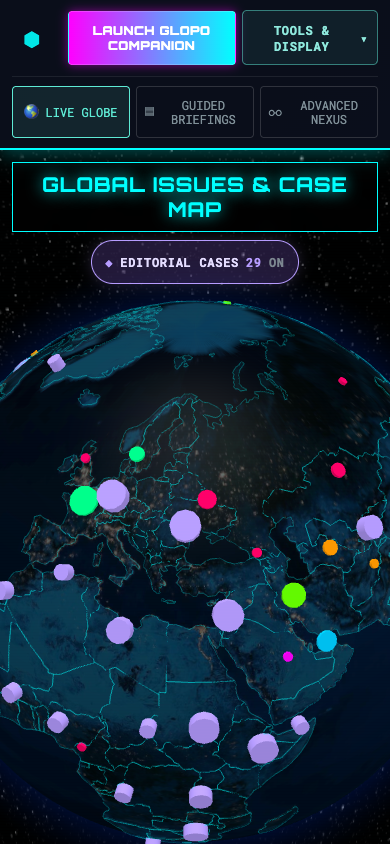 LAUNCH GLOPO
COMPANION
TOOLS &
DISPLAY
LIVE GLOBE
GUIDED
BRIEFINGS
ADVANCED
NEXUS
GLOBAL ISSUES & CASE
MAP
EDITORIAL CASES 29 ON